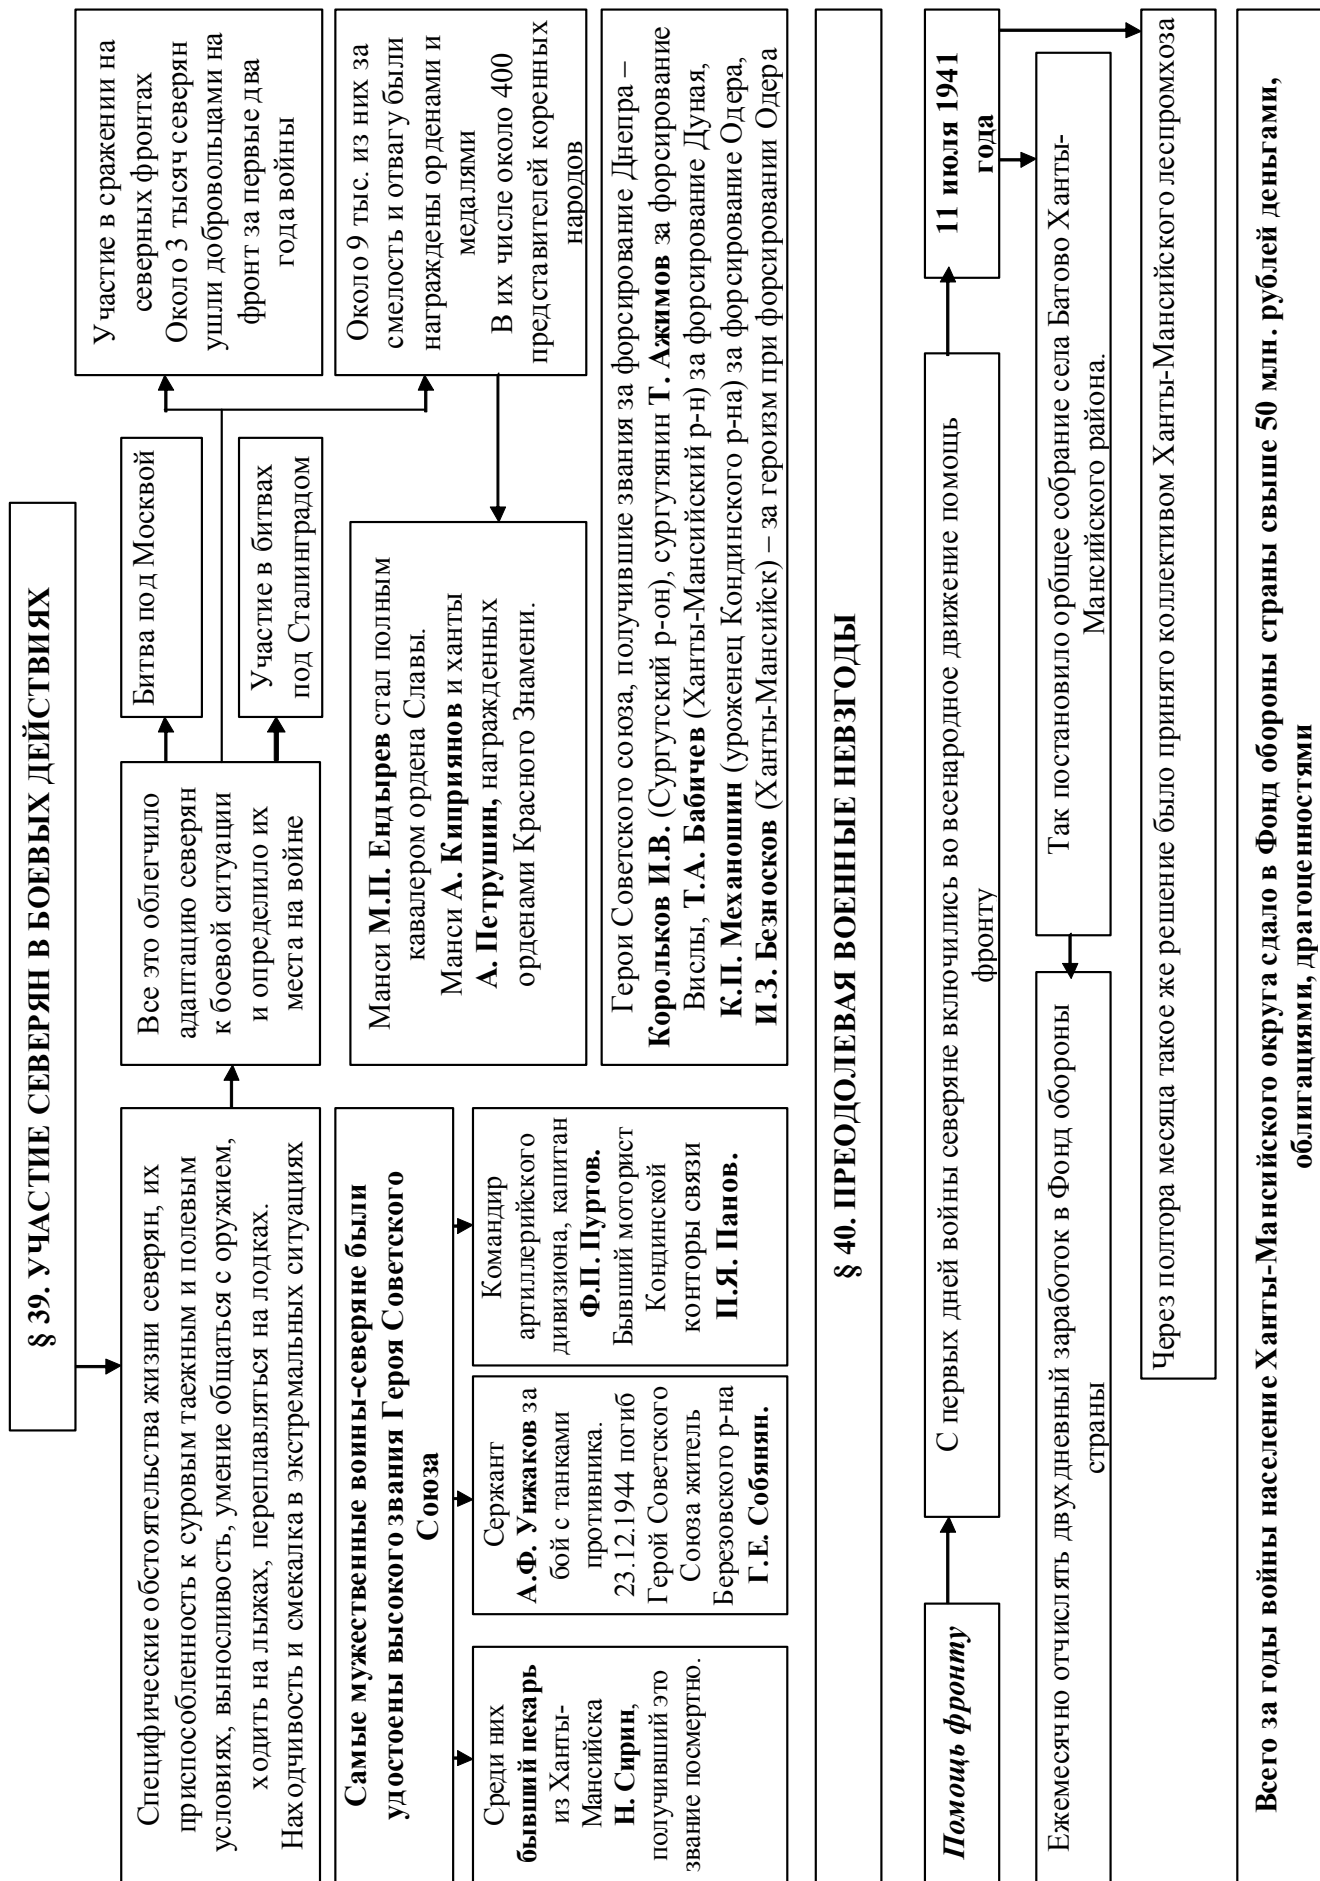 § 39. УЧАСТИЕ СЕВЕРЯН В БОЕВЫХ ДЕЙСТВИЯХ
Специфические обстоятельства жизни северян, их
приспособленность к суровым таежным и полевым
условиях, выносливость, умение общаться с оружием,
ходить на лыжах, переплавляться на лодках.
Находчивость и смекалка в экстремальных ситуациях
Все это облегчило
адаптацию северян
к боевой ситуации
и определило их
места на войне
Битва под Москвой
Участие в битвах
под Сталинградом
Участие в сражении на
северных фронтах
Около 3 тысяч северян
ушли добровольцами на
фронт за первые два
года войны
Около 9 тыс. из них за
смелость и отвагу были
награждены орденами и
медалями
В их числе около 400
представителей коренных
народов
Манси М.П. Ендырев стал полным
кавалером ордена Славы.
Манси А. Киприянов и ханты
А. Петрушин, награжденных
орденами Красного Знамени.
Самые мужественные воины-северяне были
удостоены высокого звания Героя Советского
Союза
Среди них
бывший пекарь
из Ханты-
Мансийска
Н. Сирин,
получивший это
звание посмертно.
Сержант
А.Ф. Унжаков за
бой с танками
противника.
23.12.1944 погиб
Герой Советского
Союза житель
Березовского р-на
Г.Е. Собянян.
Командир
артиллерийского
дивизиона, капитан
Ф.П. Пуртов.
Бывший моторист
Кондинской
конторы связи
П.Я. Панов.
Герои Советского союза, получившие звания за форсирование Днепра –
Корольков И.В. (Сургутский р-он), сургутянин Т. Ажимов за форсирование
Вислы, Т.А. Бабичев (Ханты-Мансийский р-н) за форсирование Дуная,
К.П. Механошин (уроженец Кондинского р-на) за форсирование Одера,
И.З. Безносков (Ханты-Мансийск) – за героизм при форсировании Одера
§ 40. ПРЕОДОЛЕВАЯ ВОЕННЫЕ НЕВЗГОДЫ
Помощь фронту
С первых дней войны северяне включились во всенародное движение помощь
фронту
11 июля 1941
года
Так постановило орбщее собрание села Батово Ханты-
Мансийского района.
Ежемесячно отчислять двухдневный заработок в Фонд обороны
страны
Через полтора месяца такое же решение было принято коллективом Ханты-Мансийского леспромхоза
Всего за годы войны население Ханты-Мансийского округа сдало в Фонд обороны страны свыше 50 млн. рублей деньгами,
облигациями, драгоценностями